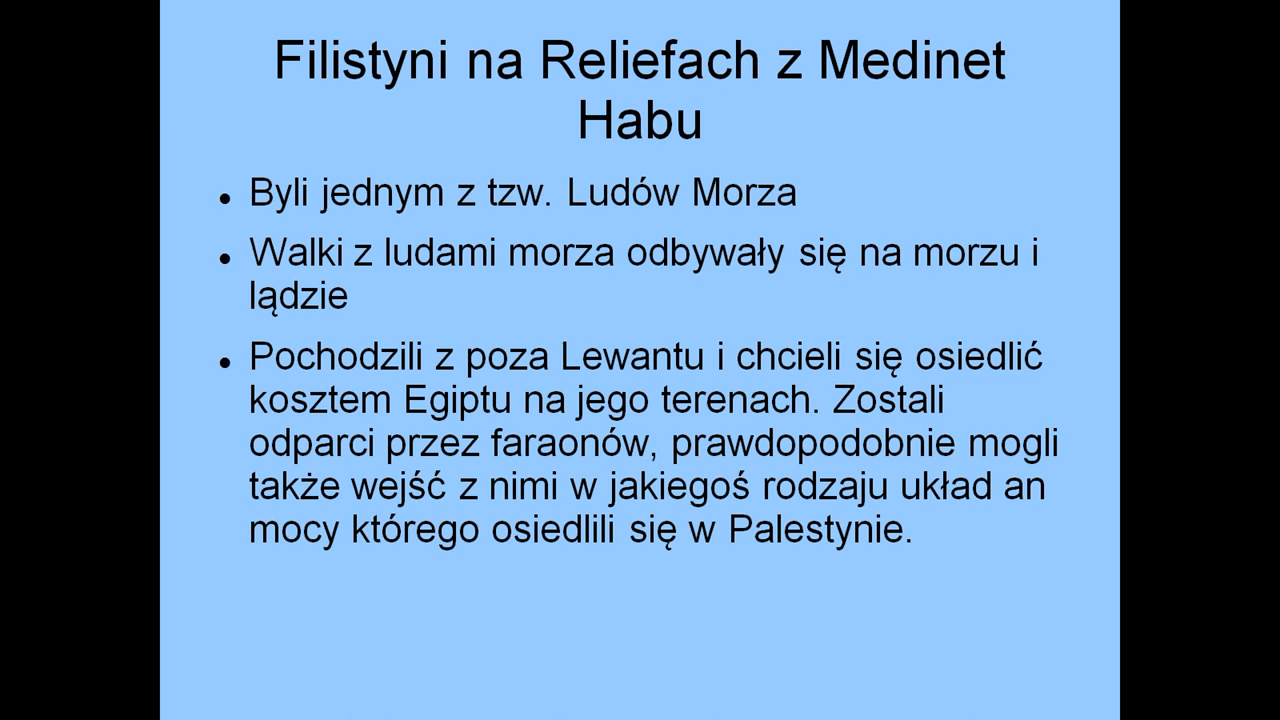 Filistyni na Reliefach z Medinet
Habu
Byli jednym z tzw. Ludów Morza
Walki z ludami morza odbywały się na morzu i
lądzie
Pochodzili z poza Lewantu i chcieli się osiedlić
kosztem Egiptu na jego terenach. Zostali
odparci przez faraonów, prawdopodobnie mogli
także wejść z nimi w jakiegoś rodzaju układ an
mocy którego osiedlili się w Palestynie.